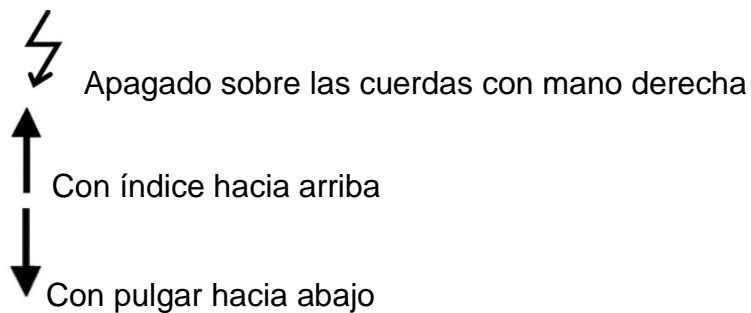 Apagado sobre las cuerdas con mano derecha
Con índice hacia arriba
Con pulgar hacia abajo